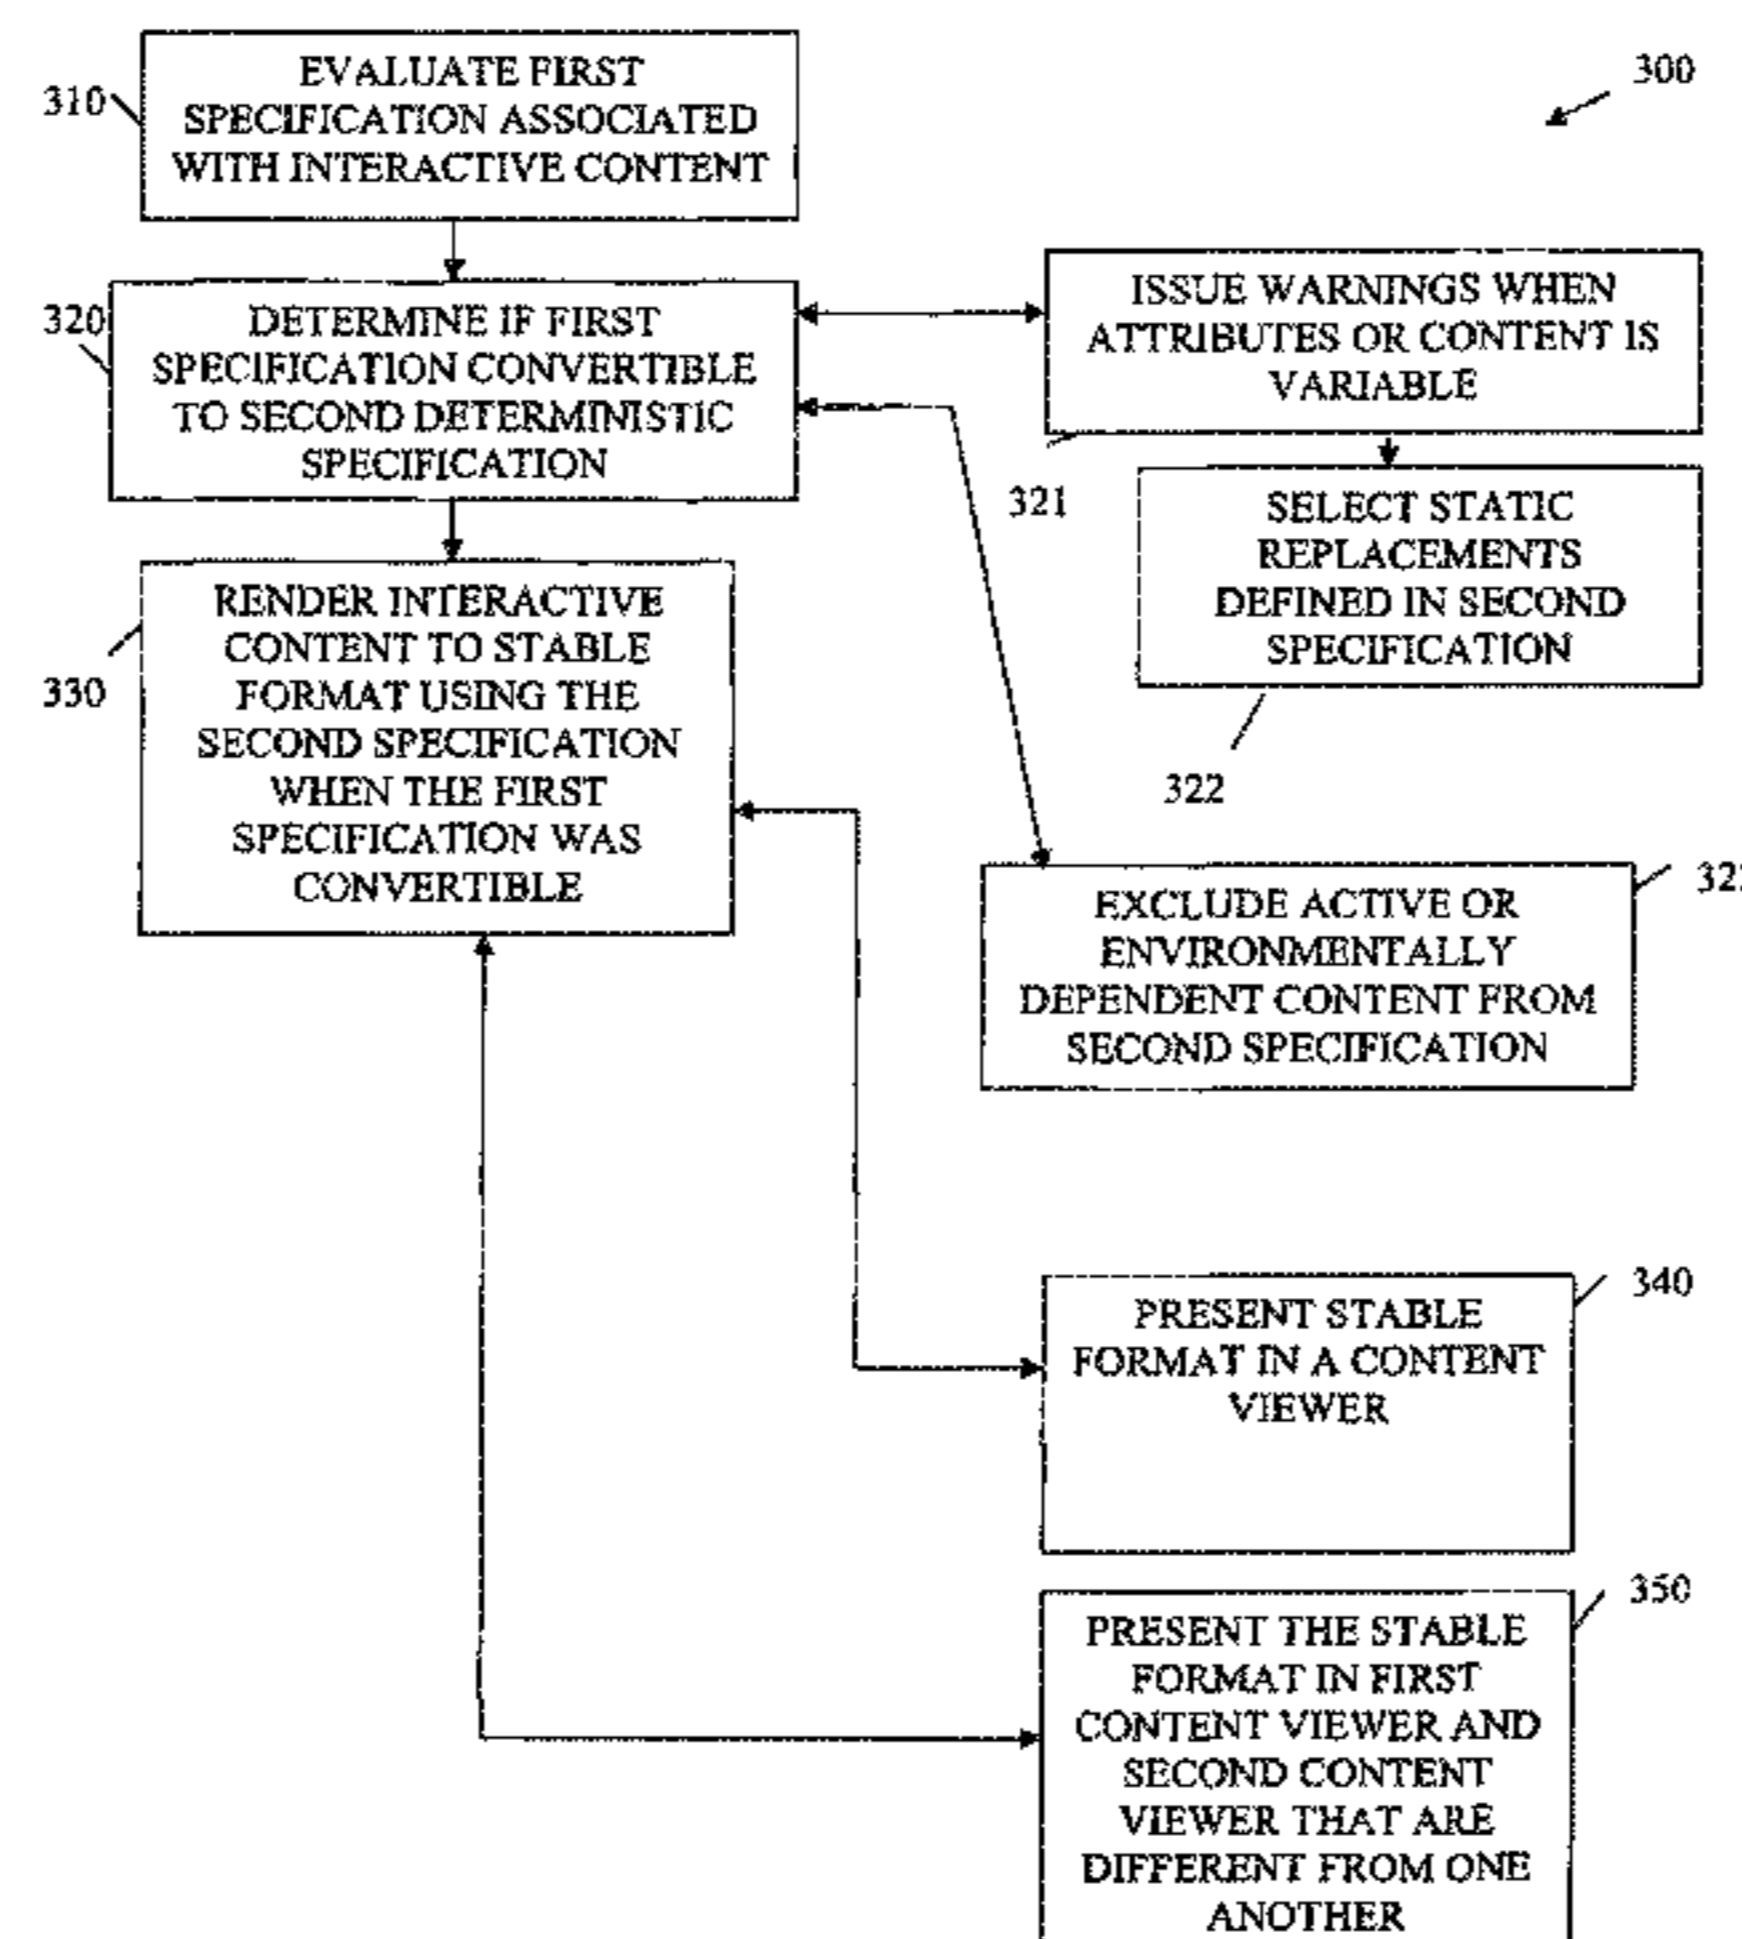 EVALUATE FIRST
SPECIFICATION ASSOCIATED
WITH INTERACTIVE CONTENT
310
300
DETERMINE IF FIRST
SPECIFICATION CONVERTIBLE
TO SECOND DETERMINISTIC
SPECIFICATION
320
ISSUE WARNINGS WHEN
ATTRIBUTES OR CONTENT IS
VARIABLE
321
SELECT STATIC
REPLACEMENTS
DEFINED IN SECOND
SPECIFICATION
322
RENDER INTERACTIVE
CONTENT TO STABLE
FORMAT USING THE
SECOND SPECIFICATION
WHEN THE FIRST
SPECIFICATION WAS
CONVERTIBLE
330
EXCLUDE ACTIVE OR
ENVIRONMENTALLY
DEPENDENT CONTENT FROM
SECOND SPECIFICATION
PRESENT STABLE
FORMAT IN A CONTENT
VIEWER
340
PRESENT THE STABLE
FORMAT IN FIRST
CONTENT VIEWER AND
SECOND CONTENT
VIEWER THAT ARE
DIFFERENT FROM ONE
ANOTHER
350